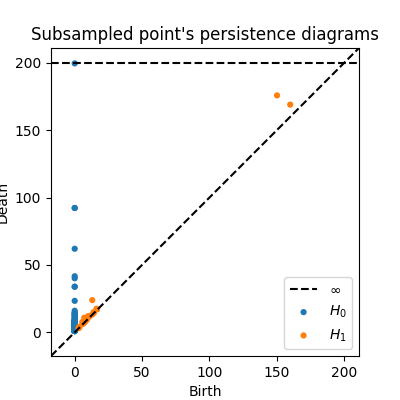 Subsampled point's persistence diagrams
200
150
100
50
0
Death
0 50 100 150 200
Birth
∞
H₀
H₁